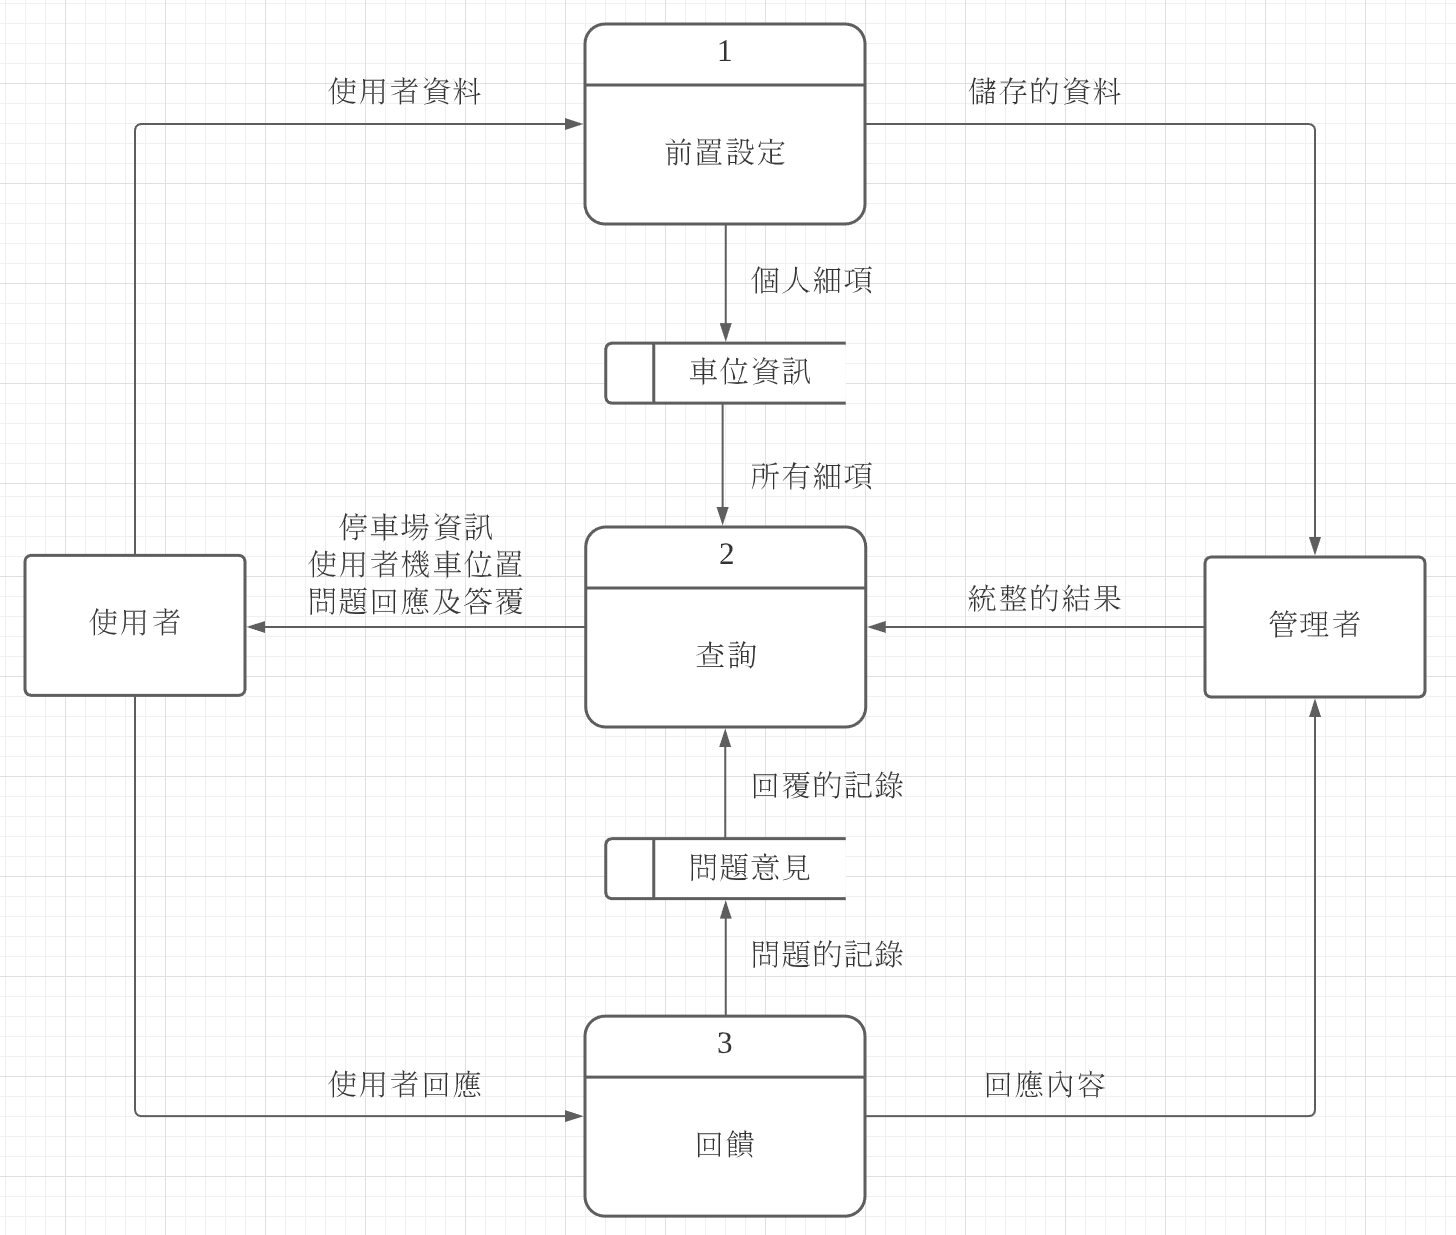 1
使用者資料
儲存的資料
前置設定
個人細項
車位資訊
所有細項
停車場資訊
使用者機車位置
問題回應及答覆
2
統整的結果
使用者
查詢
管理者
回覆的記錄
問題意見
問題的記錄
3
使用者回應
回應內容
回饋